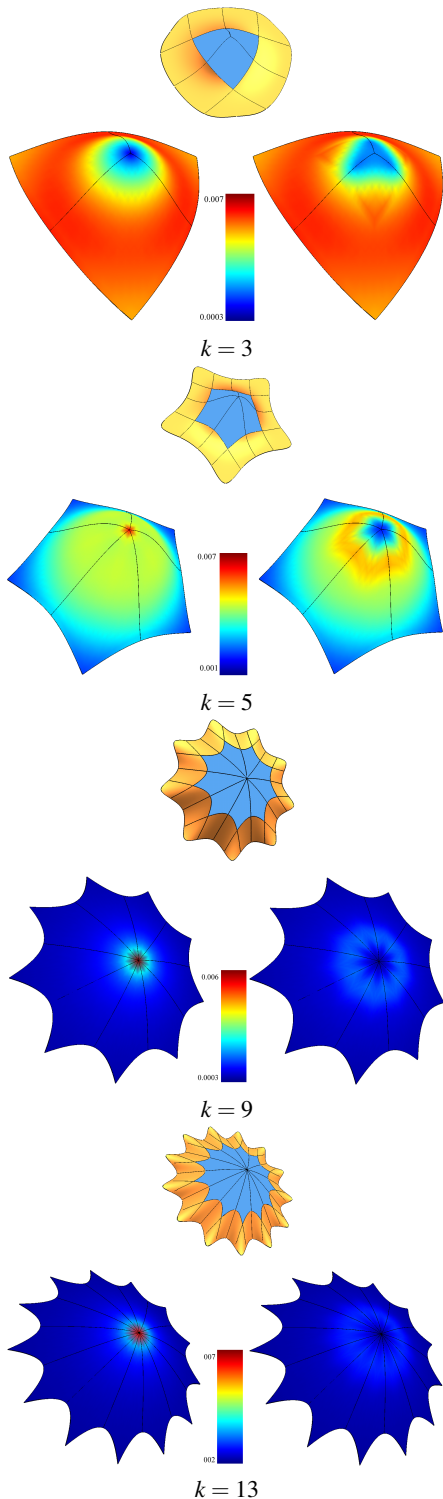 0.007
0.0003
k = 3
0.007
0.001
k = 5
0.006
0.0003
k = 9
007
002
k = 13